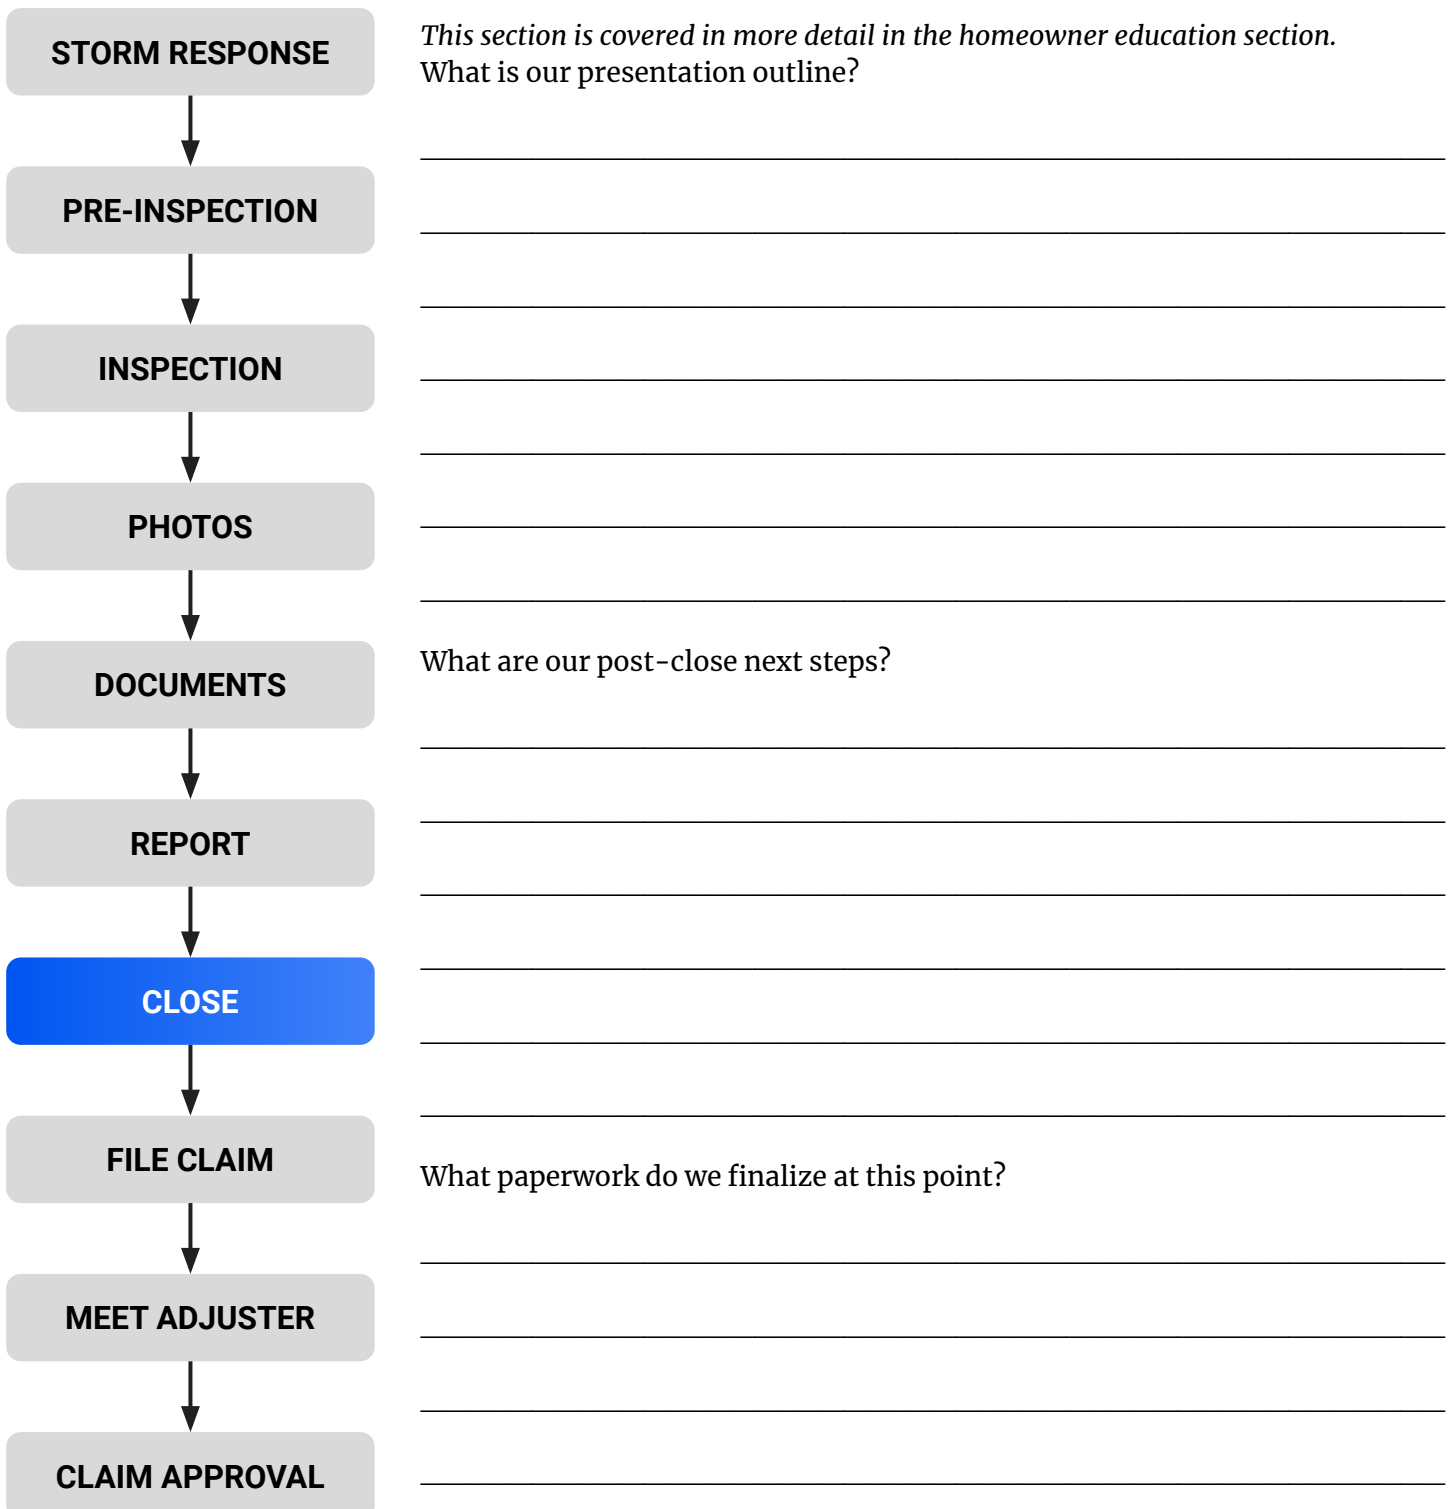 STORM RESPONSE
PRE-INSPECTION
INSPECTION
PHOTOS
DOCUMENTS
REPORT
CLOSE
FILE CLAIM
MEET ADJUSTER
CLAIM APPROVAL
This section is covered in more detail in the homeowner education section.
What is our presentation outline?
What are our post-close next steps?
What paperwork do we finalize at this point?